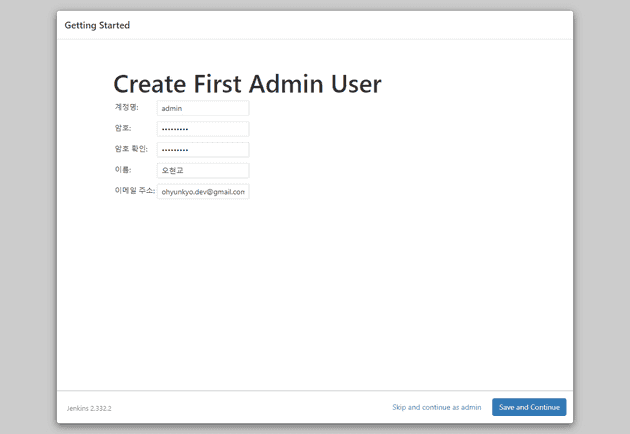 Getting Started
Create First Admin User
계정명: admin
암호: •••••••••
암호 확인: •••••••••
이름: 오현교
이메일 주소: ohyunkyo.dev@gmail.com
Jenkins 2.332.2
Skip and continue as admin
Save and Continue